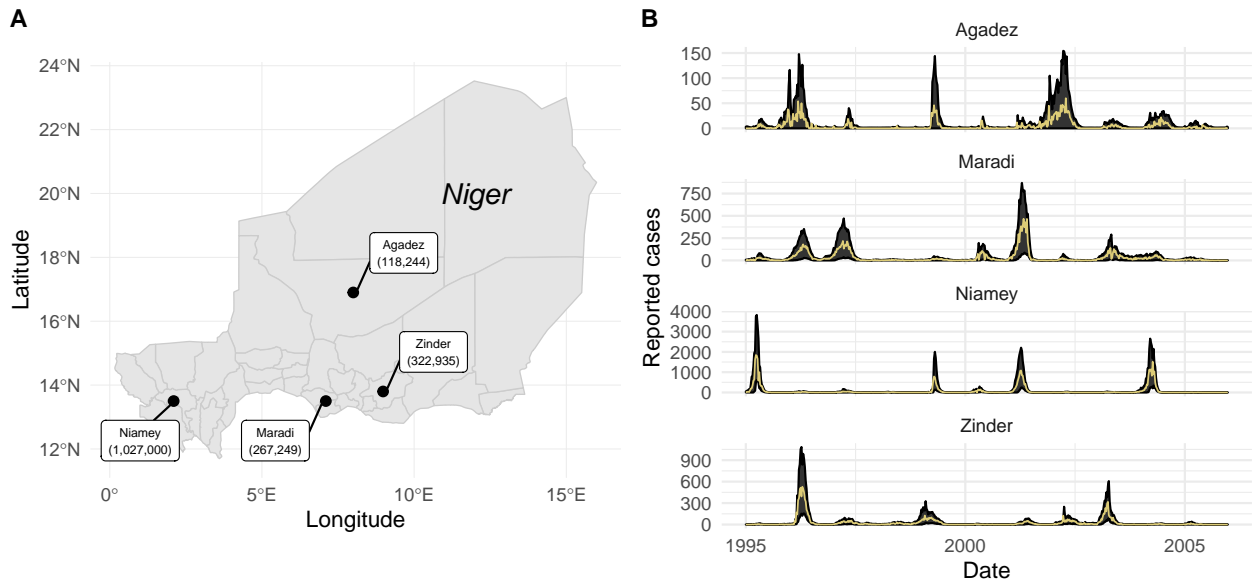 A
24°N
22°N
20°N
18°N
16°N
14°N
12°N
Latitude
Niger
Agadez
(118,244)
Zinder
(322,935)
Niamey
(1,027,000)
Maradi
(267,249)
0°
5°E
10°E
15°E
Longitude
B
Reported cases
Agadez
150
100
50
0
Maradi
750
500
250
0
Niamey
4000
3000
2000
1000
0
Zinder
900
600
300
0
1995
2000
2005
Date